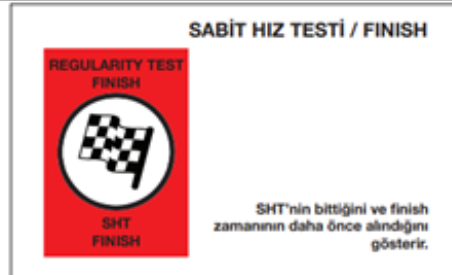 SABİT HIZ TESTİ / FINISH
REGULARITY TEST
FINISH
SHT
FINISH
SHT'nin bittiğini ve finish
zamanının daha önce alındığını
gösterir.